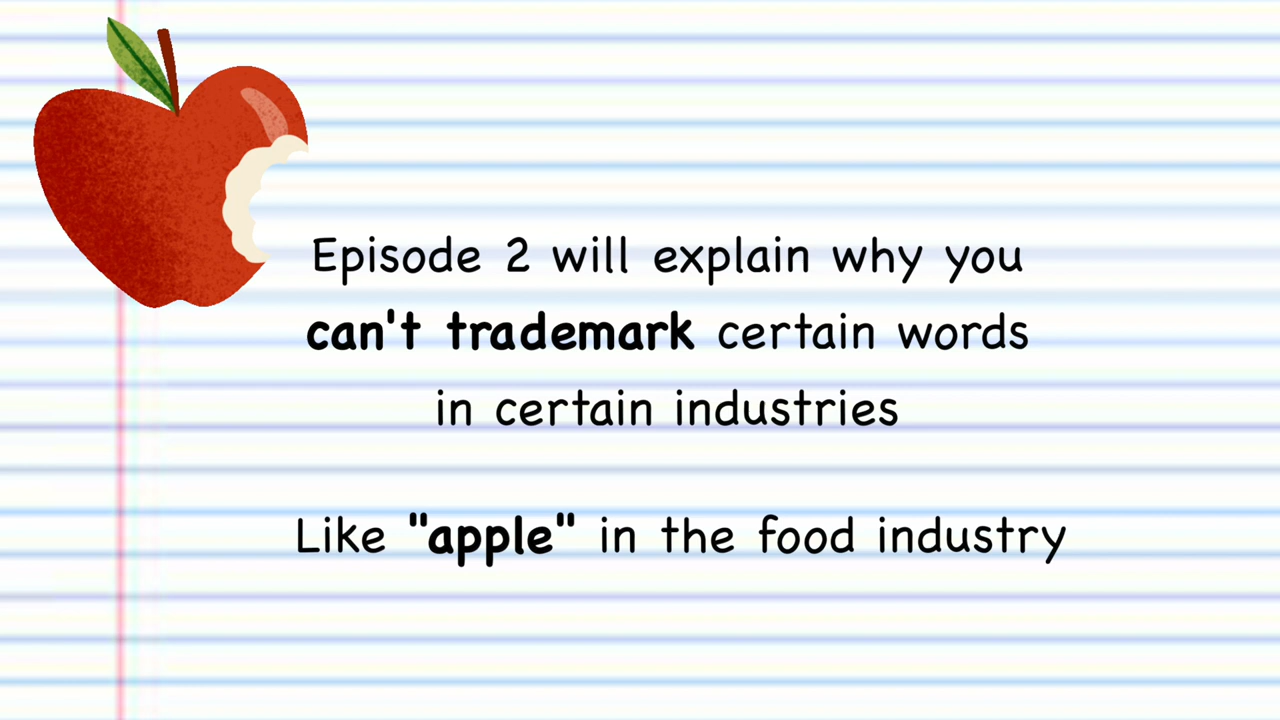 Episode 2 will explain why you
can't trademark certain words
in certain industries
Like "apple" in the food industry